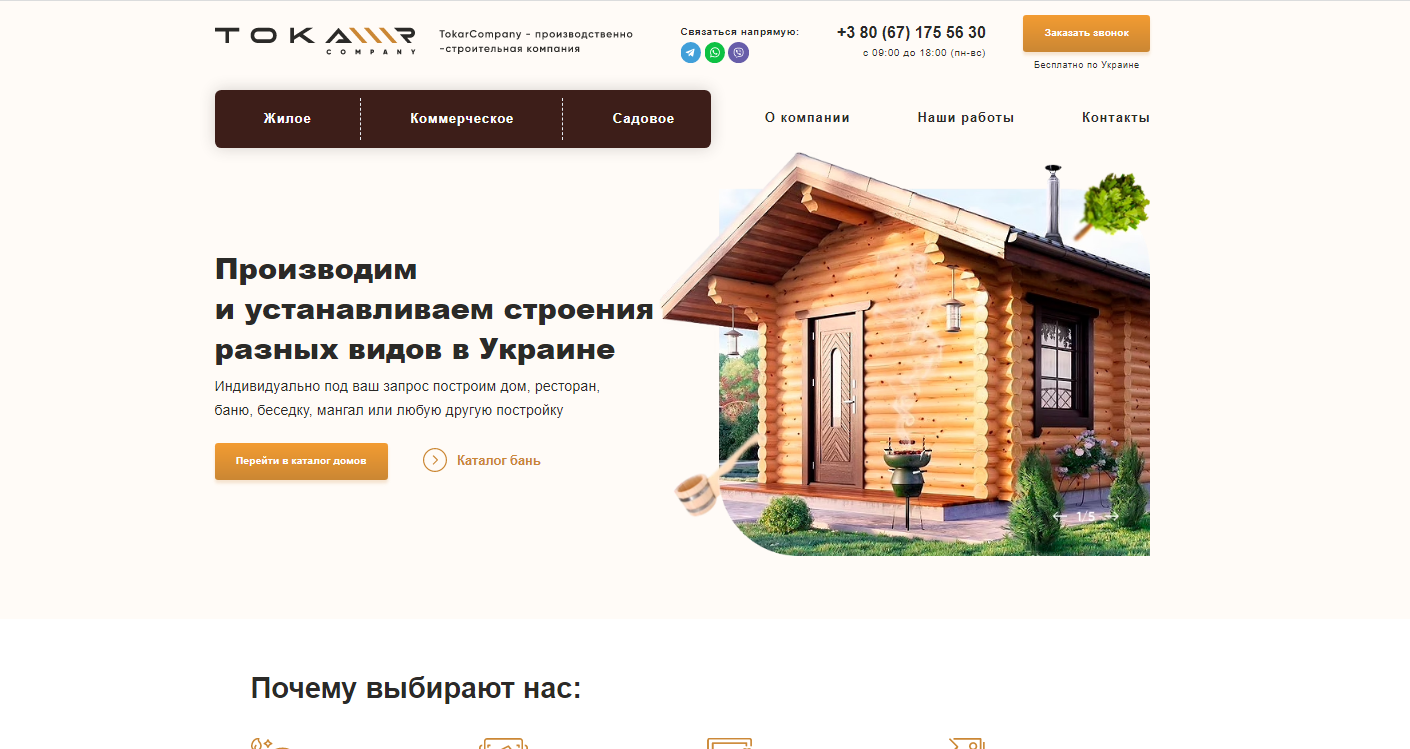 TOKAR
COMPANY
TokarCompany - производственно
-строительная компания
Связаться напрямую:
+3 80 (67) 175 56 30
с 09:00 до 18:00 (пн-вс)
Заказать звонок
Бесплатно по Украине
Жилое
Коммерческое
Садовое
О компании
Наши работы
Контакты
Производим
и устанавливаем строения
разных видов в Украине
Индивидуально под ваш запрос построим дом, ресторан,
баню, беседку, мангал или любую другую постройку
Перейти в каталог домов
Каталог бань
1/5
Почему выбирают нас: